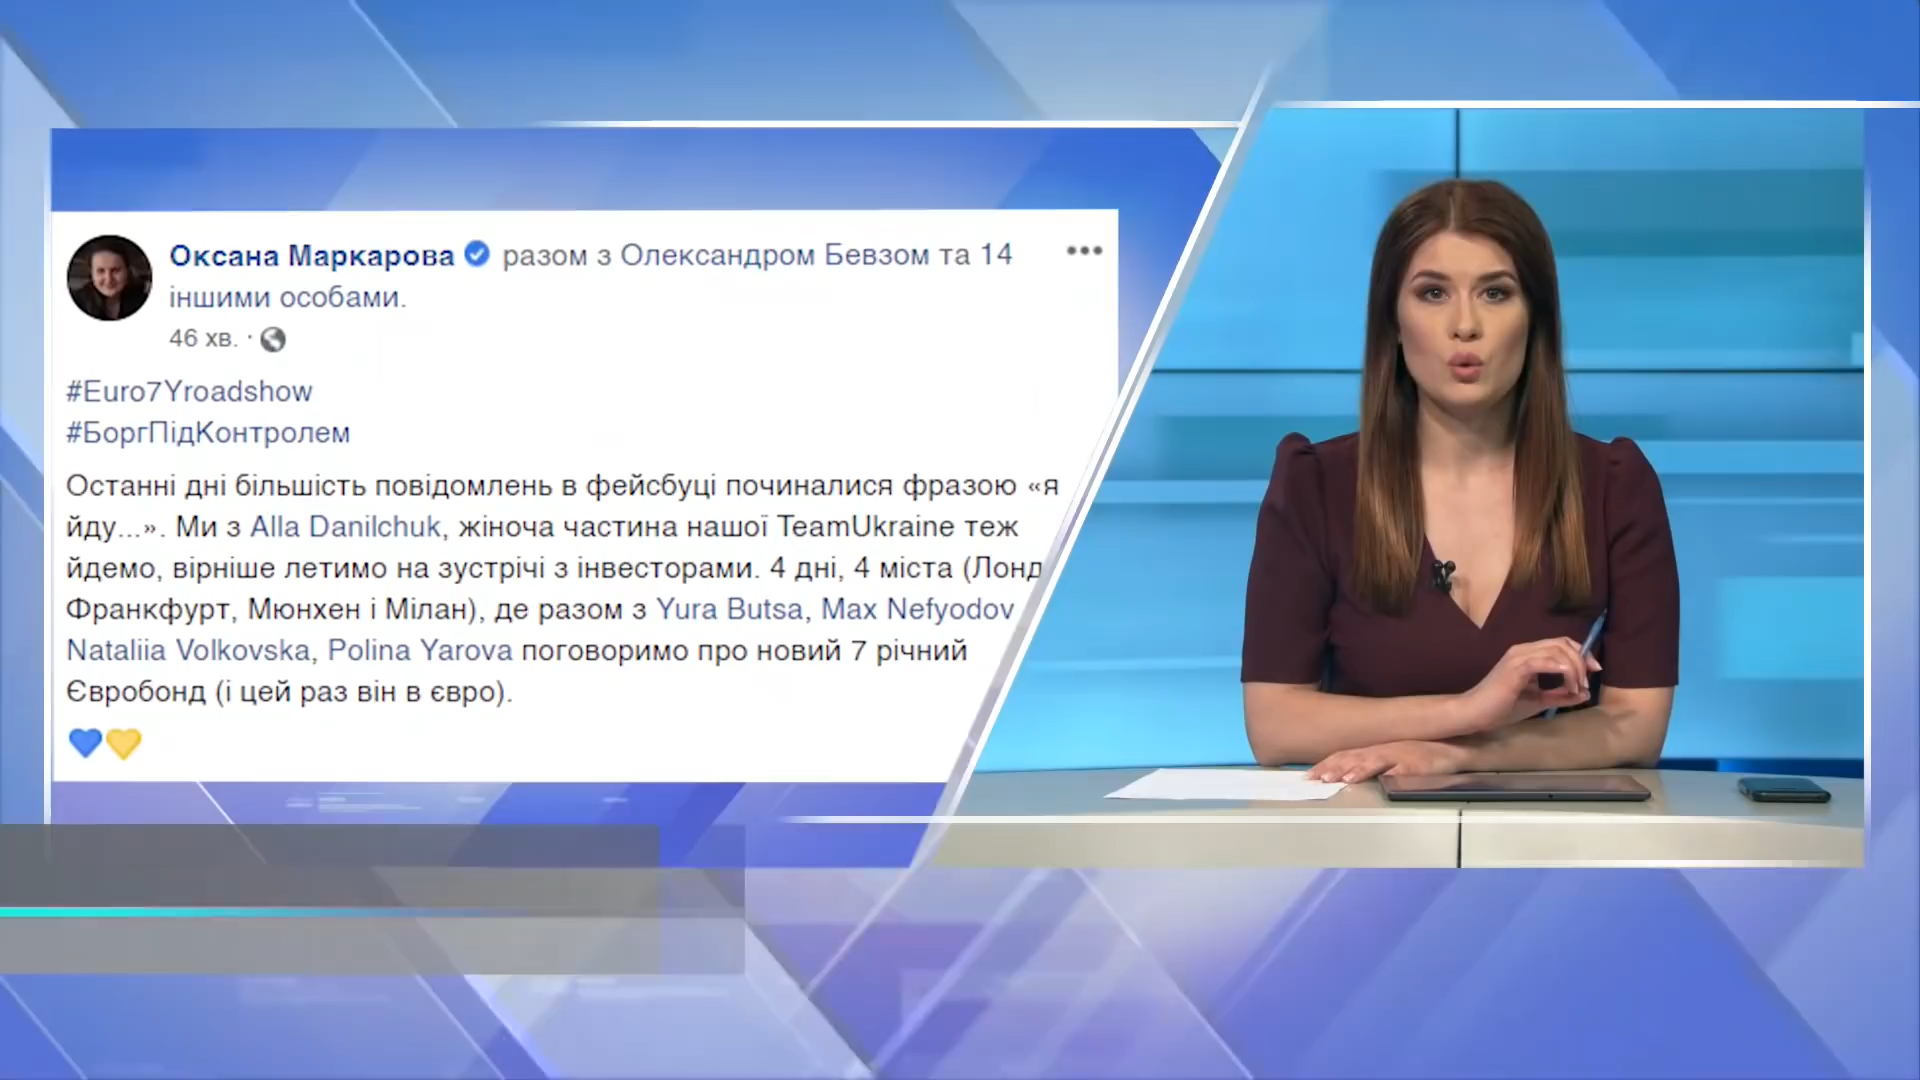 Оксана Маркарова разом з Олександром Бевзом та 14
іншими особами.
46 хв. ·
#Euro7Yroadshow
#БоргПідКонтролем
Останні дні більшість повідомлень в фейсбуці починалися фразою «я
йду...». Ми з Alla Danilchuk, жіноча частина нашої TeamUkraine теж
йдемо, вірніше летимо на зустрічі з інвесторами. 4 дні, 4 міста (Лонд
Франкфурт, Мюнхен і Мілан), де разом з Yura Butsa, Max Nefyodov
Nataliia Volkovska, Polina Yarova поговоримо про новий 7 річний
Євробонд (і цей раз він в євро).